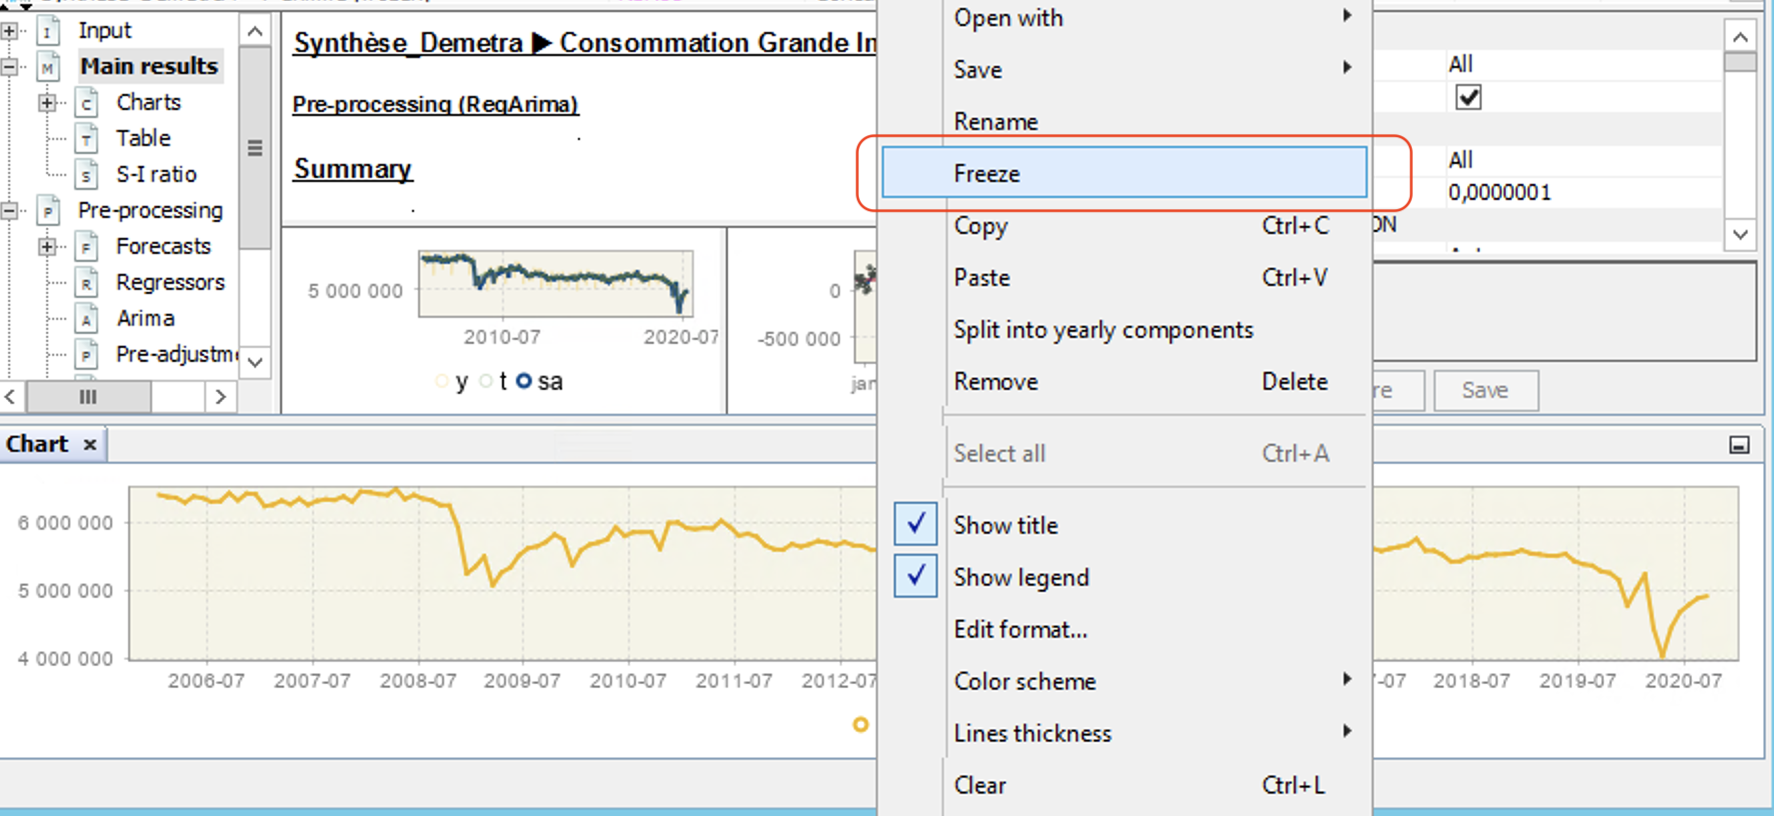 Input
Main results
Charts
Table
S-I ratio
Pre-processing
Forecasts
Regressors
Arima
Pre-adjustm
Synthèse_Demetra ▶ Consommation Grande In
Pre-processing (RegArima)
Summary
5 000 000
2010-07 2020-07
y t sa
0
-500 000
jan
Open with
Save
Rename
Freeze
Copy Ctrl+C
Paste Ctrl+V
Split into yearly components
Remove Delete
Select all Ctrl+A
Show title
Show legend
Edit format...
Color scheme
Lines thickness
Clear Ctrl+L
All
All
0,0000001
ON
re Save
Chart x
6 000 000
5 000 000
4 000 000
2006-07 2007-07 2008-07 2009-07 2010-07 2011-07 2012-07 7-07 2018-07 2019-07 2020-07